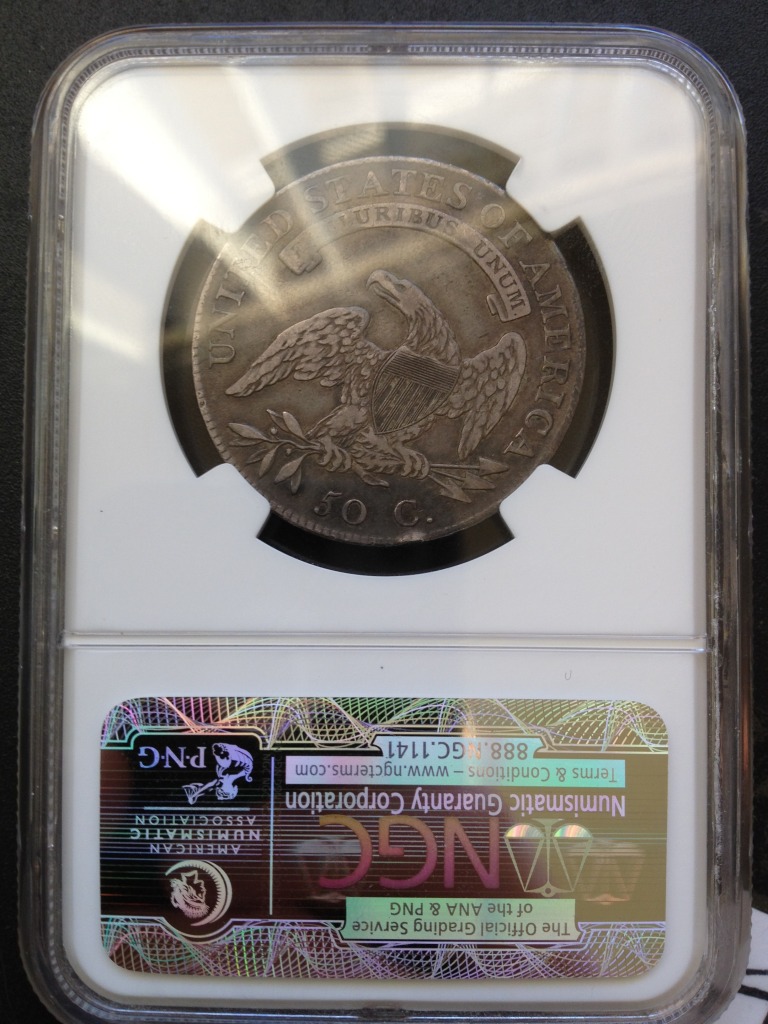 UNITED STATES OF AMERICA
PLURIBUS UNUM
50 C.
The Official Grading Service
of the ANA & PNG
NGC
Numismatic Guaranty Corporation
Terms & Conditions – www.ngcterms.com
888.NGC.1141
AMERICAN
NUMISMATIC
ASSOCIATION
P·N·G